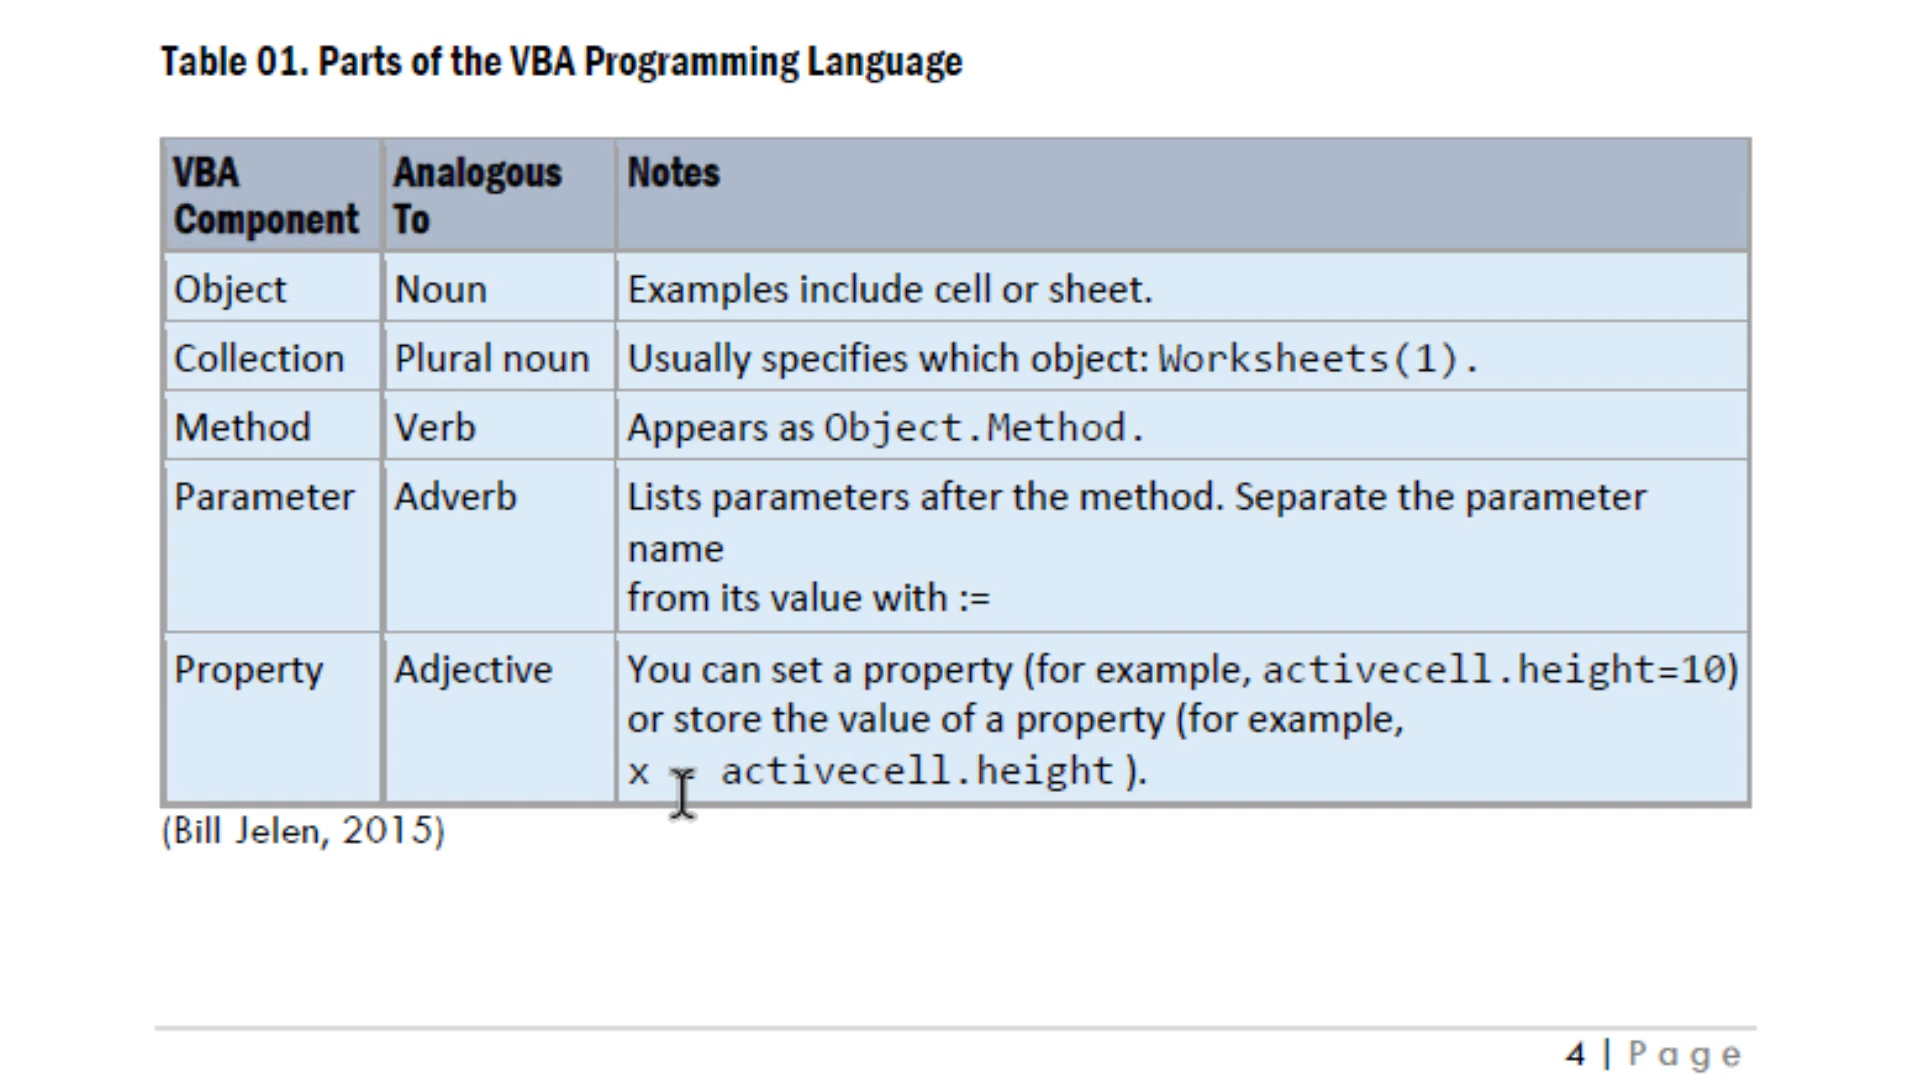 Table 01. Parts of the VBA Programming Language
VBA Component
Analogous To
Notes
Object
Noun
Examples include cell or sheet.
Collection
Plural noun
Usually specifies which object: Worksheets(1).
Method
Verb
Appears as Object.Method.
Parameter
Adverb
Lists parameters after the method. Separate the parameter
name
from its value with :=
Property
Adjective
You can set a property (for example, activecell.height=10)
or store the value of a property (for example,
x = activecell.height ).
(Bill Jelen, 2015)
4 | Page